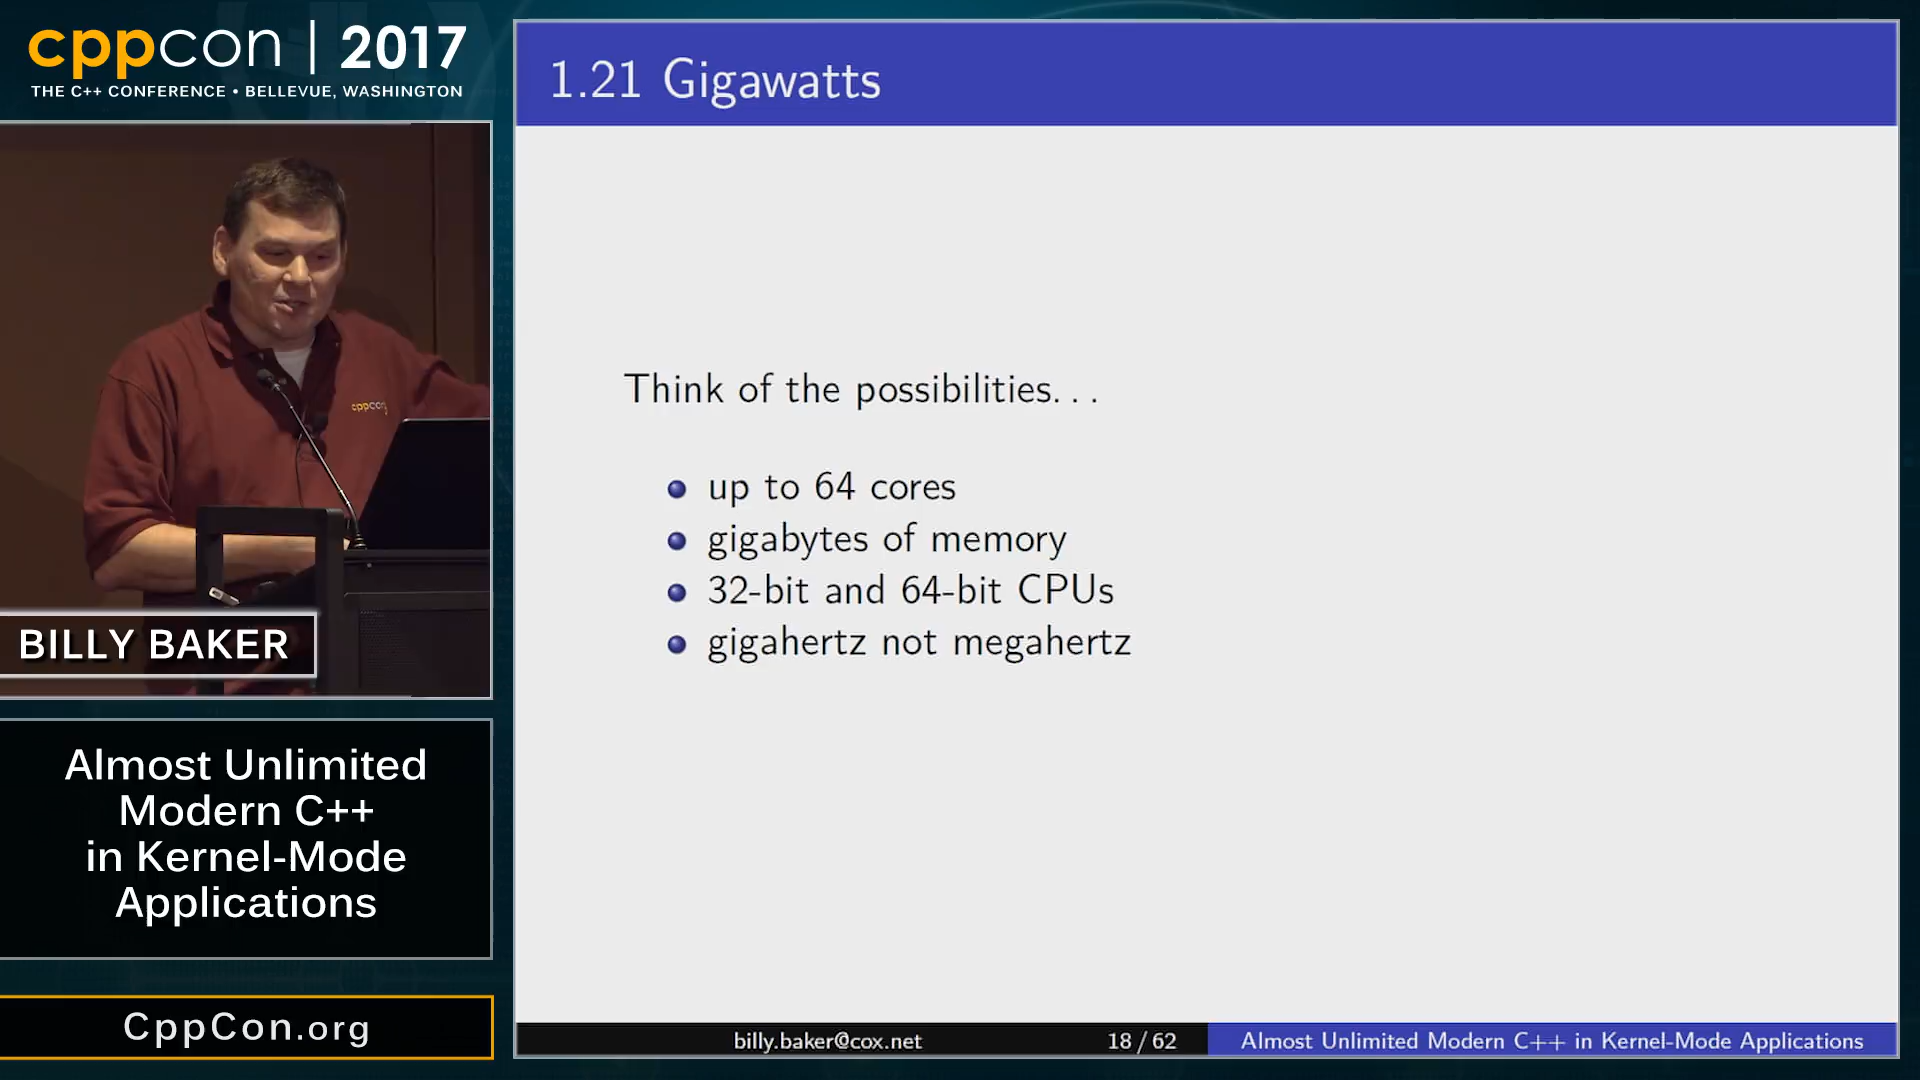 cppcon | 2017
THE C++ CONFERENCE • BELLEVUE, WASHINGTON
cppcon
BILLY BAKER
Almost Unlimited
Modern C++
in Kernel-Mode
Applications
CppCon.org
1.21 Gigawatts
Think of the possibilities...
up to 64 cores
gigabytes of memory
32-bit and 64-bit CPUs
gigahertz not megahertz
billy.baker@cox.net 18 / 62 Almost Unlimited Modern C++ in Kernel-Mode Applications